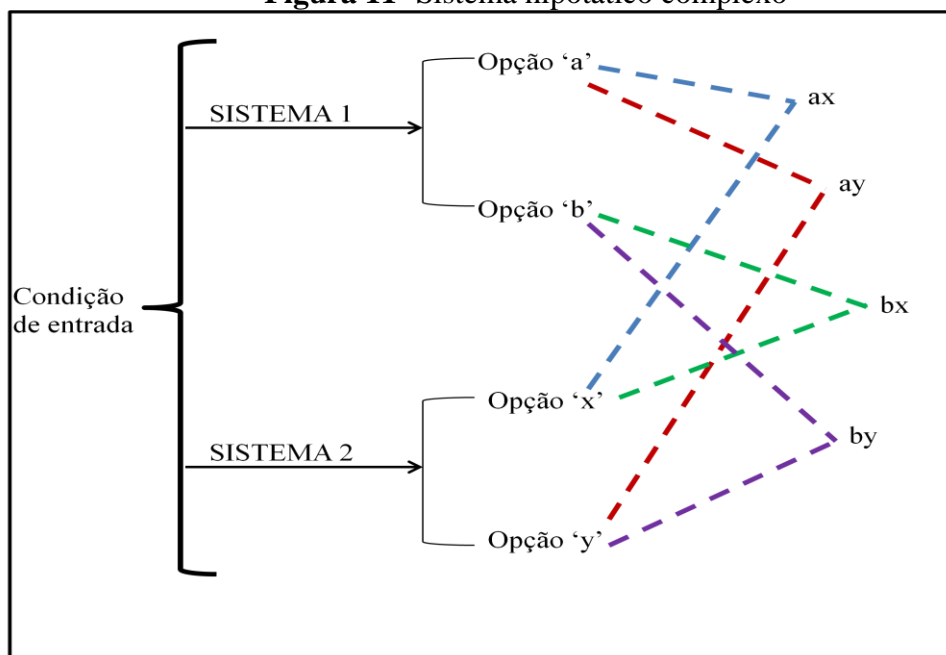 Figura 11- Sistema hipotático complexo
Opção ‘a’
ax
SISTEMA 1
ay
Opção ‘b’
Condição
de entrada
bx
Opção ‘x’
by
SISTEMA 2
Opção ‘y’